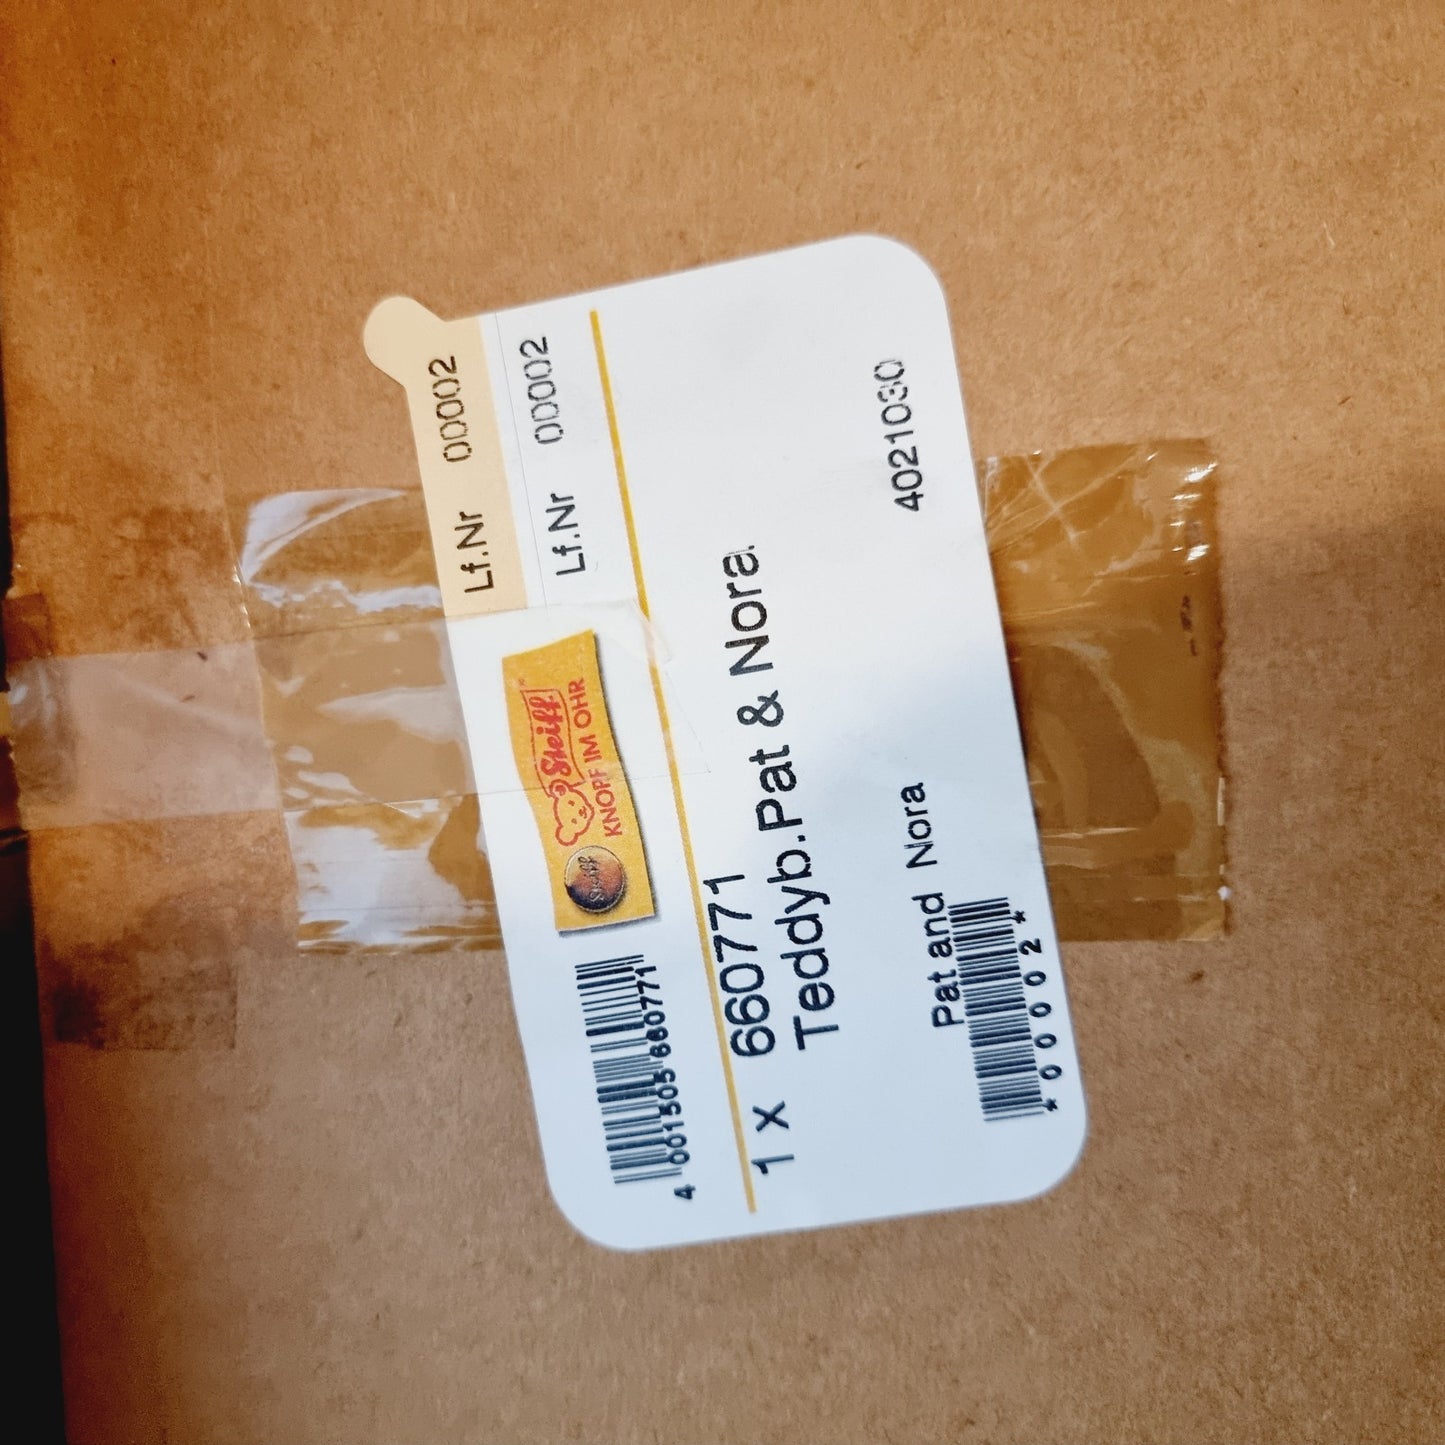 Lf.Nr 00002
Lf.Nr 00002
Steiff
KNOPF IM OHR
Steiff
4 001505 660771
1 x 660771
Teddyb.Pat & Nora
4021030
Pat and Nora
*00002*